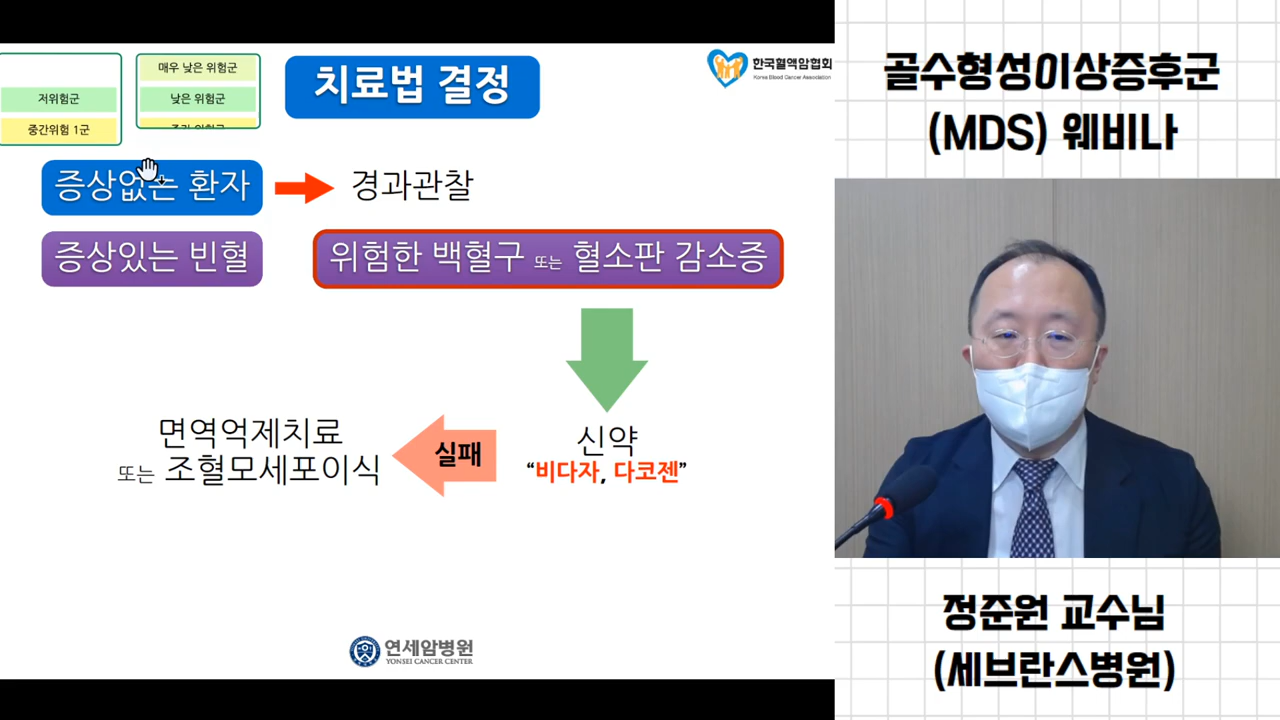 저위험군
중간위험 1군
매우 낮은 위험군
낮은 위험군
치료법 결정
한국혈액암협회
Korea Blood Cancer Association
증상없는 환자
경과관찰
증상있는 빈혈
위험한 백혈구 또는 혈소판 감소증
신약
“비다자, 다코젠”
실패
면역억제치료
또는 조혈모세포이식
연세암병원
YONSEI CANCER CENTER
골수형성이상증후군
(MDS) 웨비나
정준원 교수님
(세브란스병원)